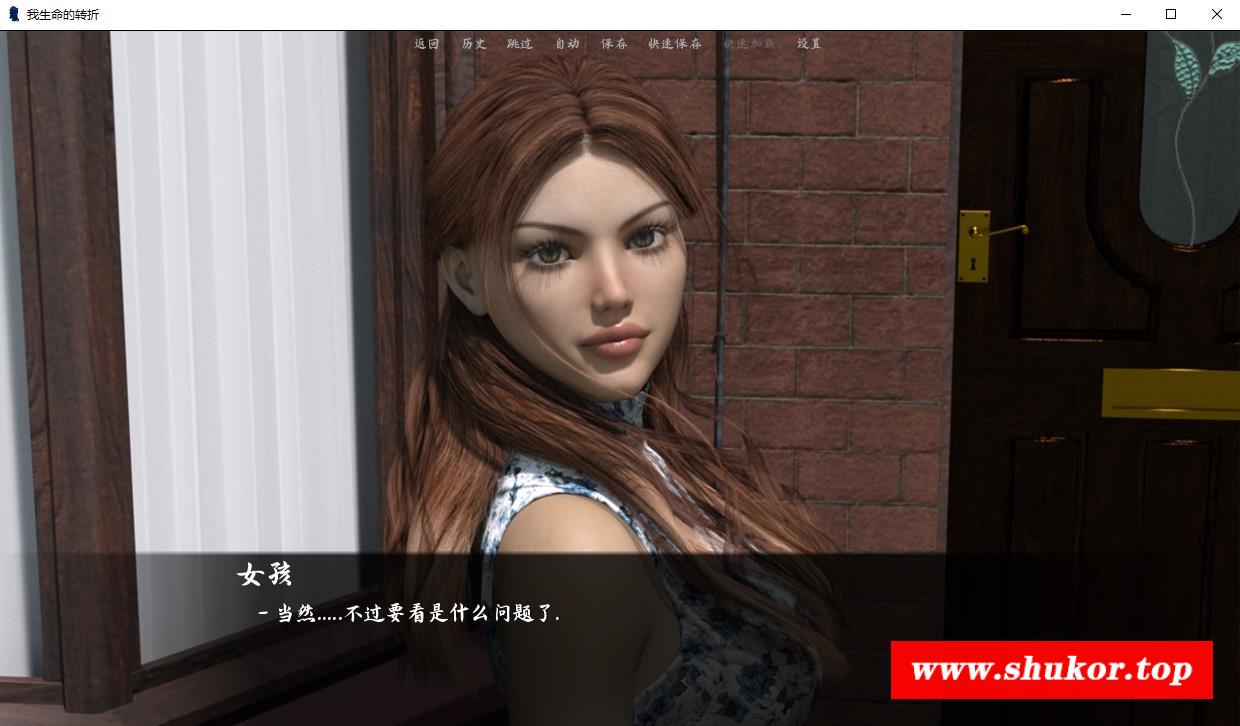 我生命的转折
返回 历史 跳过 自动 保存 快速保存 快速加载 设置
女孩
- 当然.....不过要看是什么问题了.
www.shukor.top